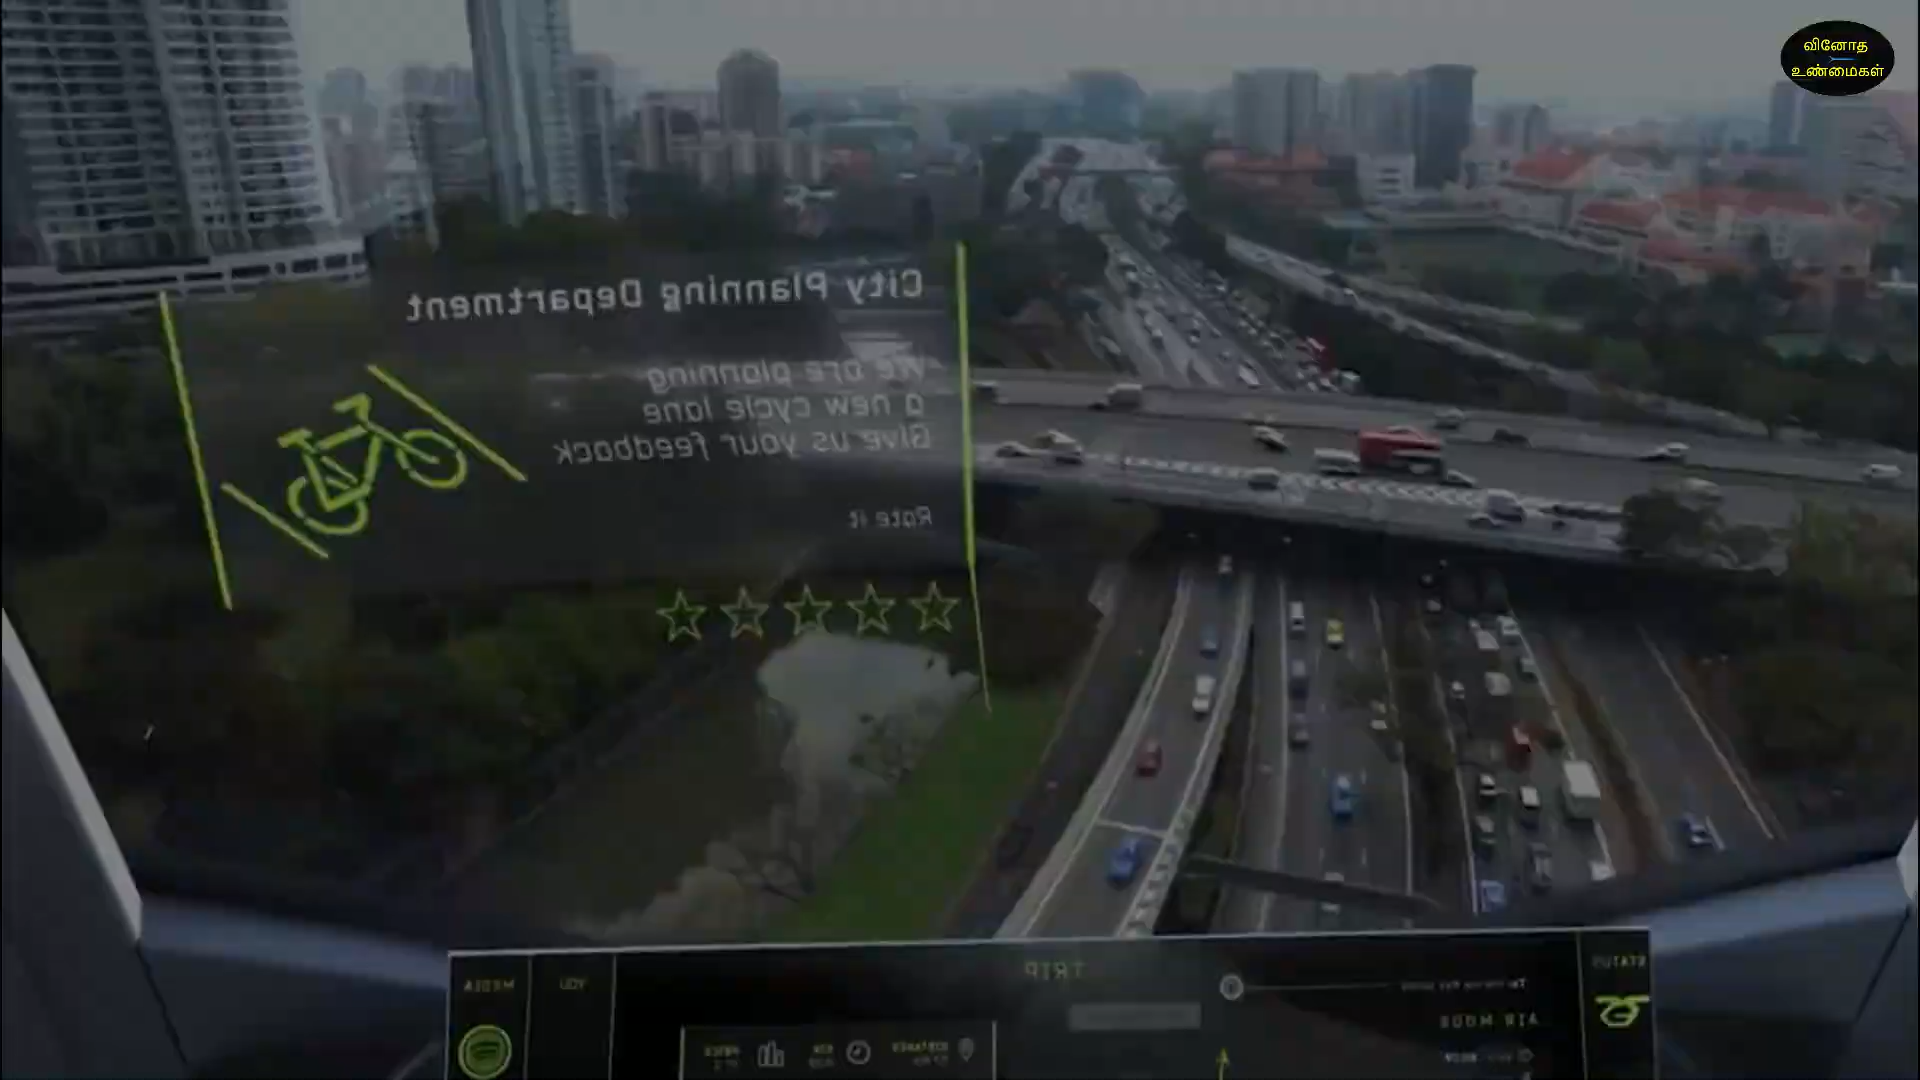 வினோத
உண்மைகள்
City Planning Department
We are planning
a new cycle lane
Give us your feedback
Rate it
TRIP
MEDIA
YOU
STATUS
AIR MODE
DISTANCE